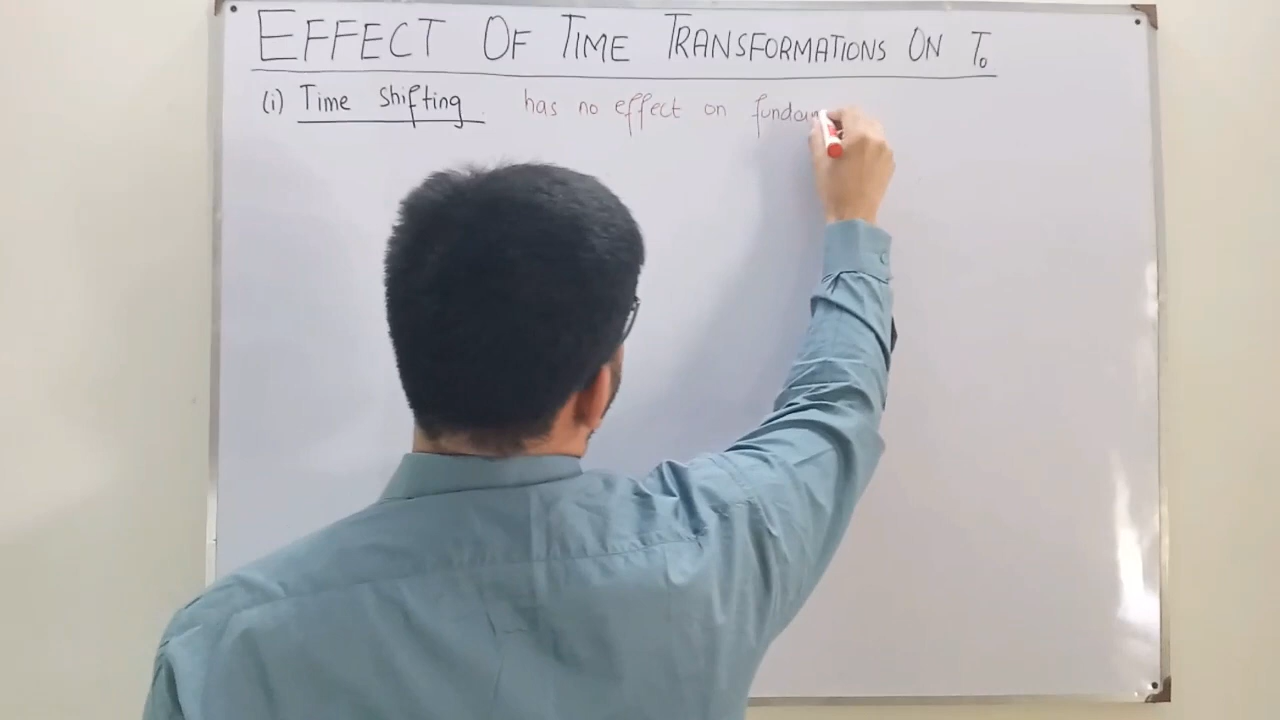 EFFECT OF TIME TRANSFORMATIONS ON T₀
(i) Time Shifting has no effect on